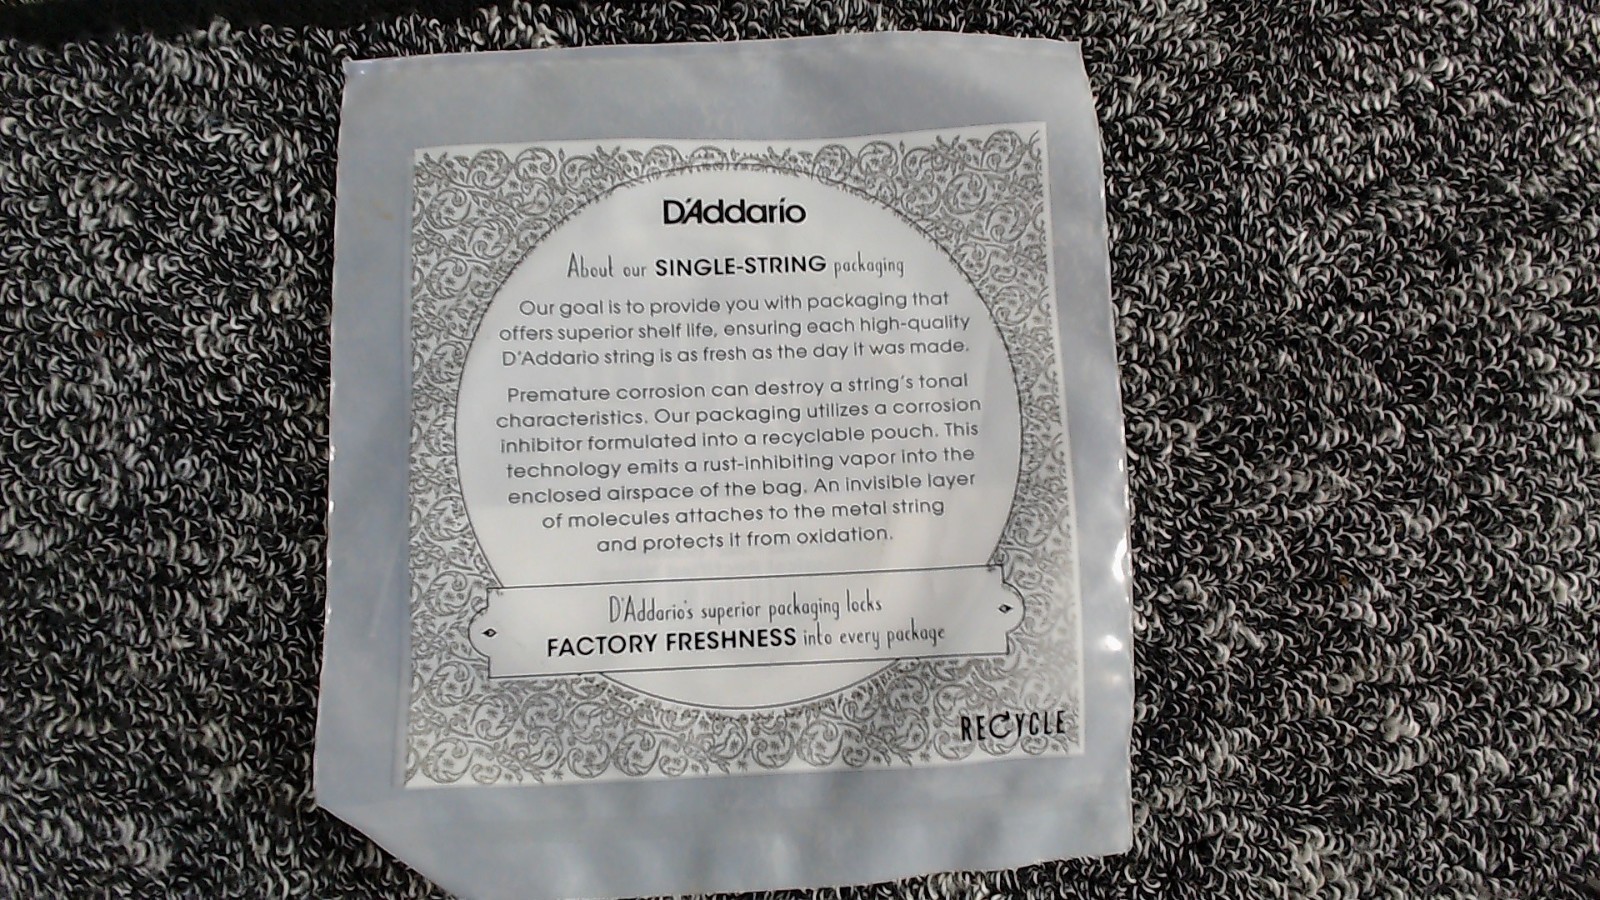 D'Addario
About our SINGLE-STRING packaging
Our goal is to provide you with packaging that
offers superior shelf life, ensuring each high-quality
D'Addario string is as fresh as the day it was made.
Premature corrosion can destroy a string's tonal
characteristics. Our packaging utilizes a corrosion
inhibitor formulated into a recyclable pouch. This
technology emits a rust-inhibiting vapor into the
enclosed airspace of the bag. An invisible layer
of molecules attaches to the metal string
and protects it from oxidation.
D'Addario's superior packaging locks
FACTORY FRESHNESS into every package
RECYCLE